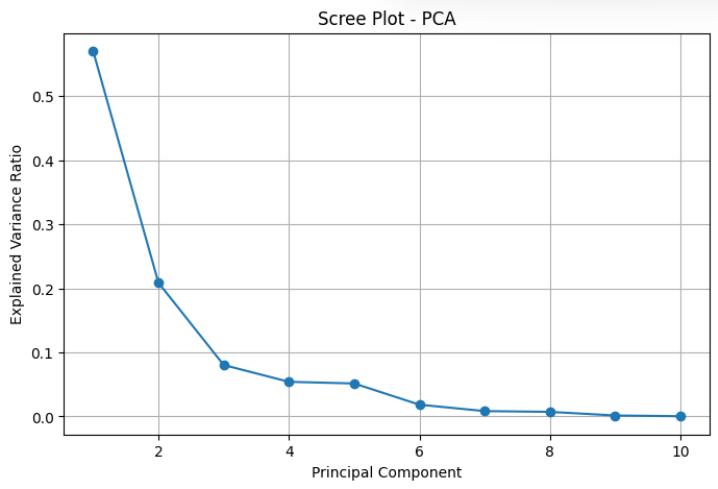 Scree Plot - PCA
Explained Variance Ratio
0.5
0.4
0.3
0.2
0.1
0.0
2 4 6 8 10
Principal Component